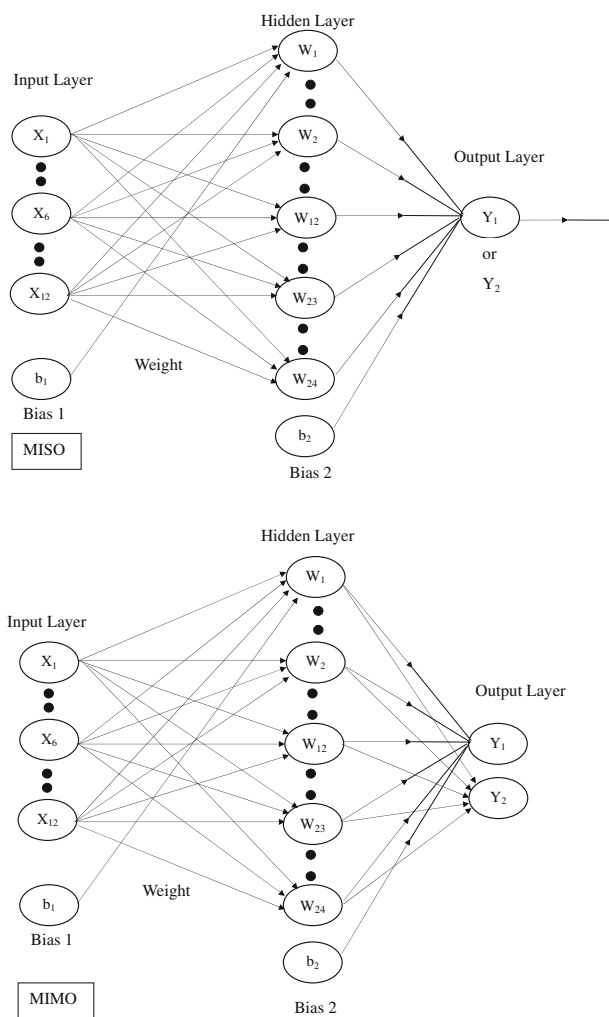 Hidden Layer
W1
Input Layer
X1
W2
Output Layer
X6
W12
Y1
or
Y2
X12
W23
Weight
b1
W24
Bias 1
b2
MISO
Bias 2
Hidden Layer
W1
Input Layer
X1
W2
Output Layer
X6
W12
Y1
Y2
X12
W23
Weight
b1
W24
Bias 1
b2
MIMO
Bias 2